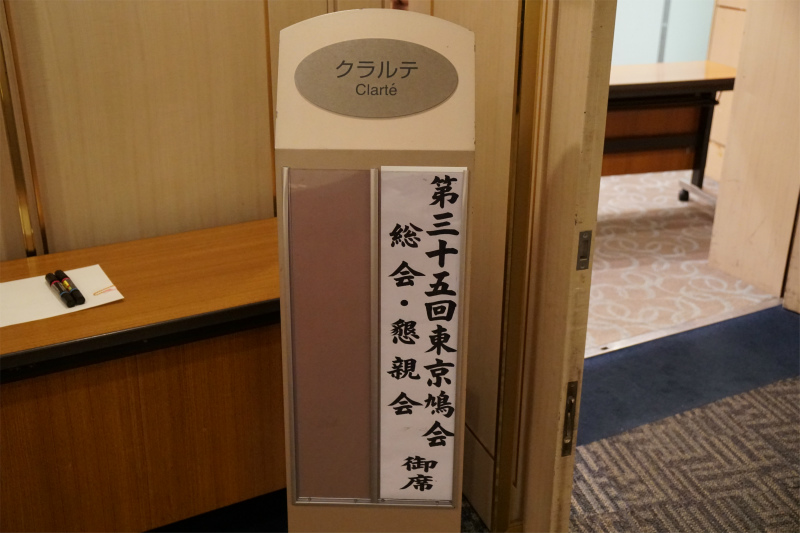 クラルテ
Clarté
第三十五回東京鳩会
総会・懇親会
御席